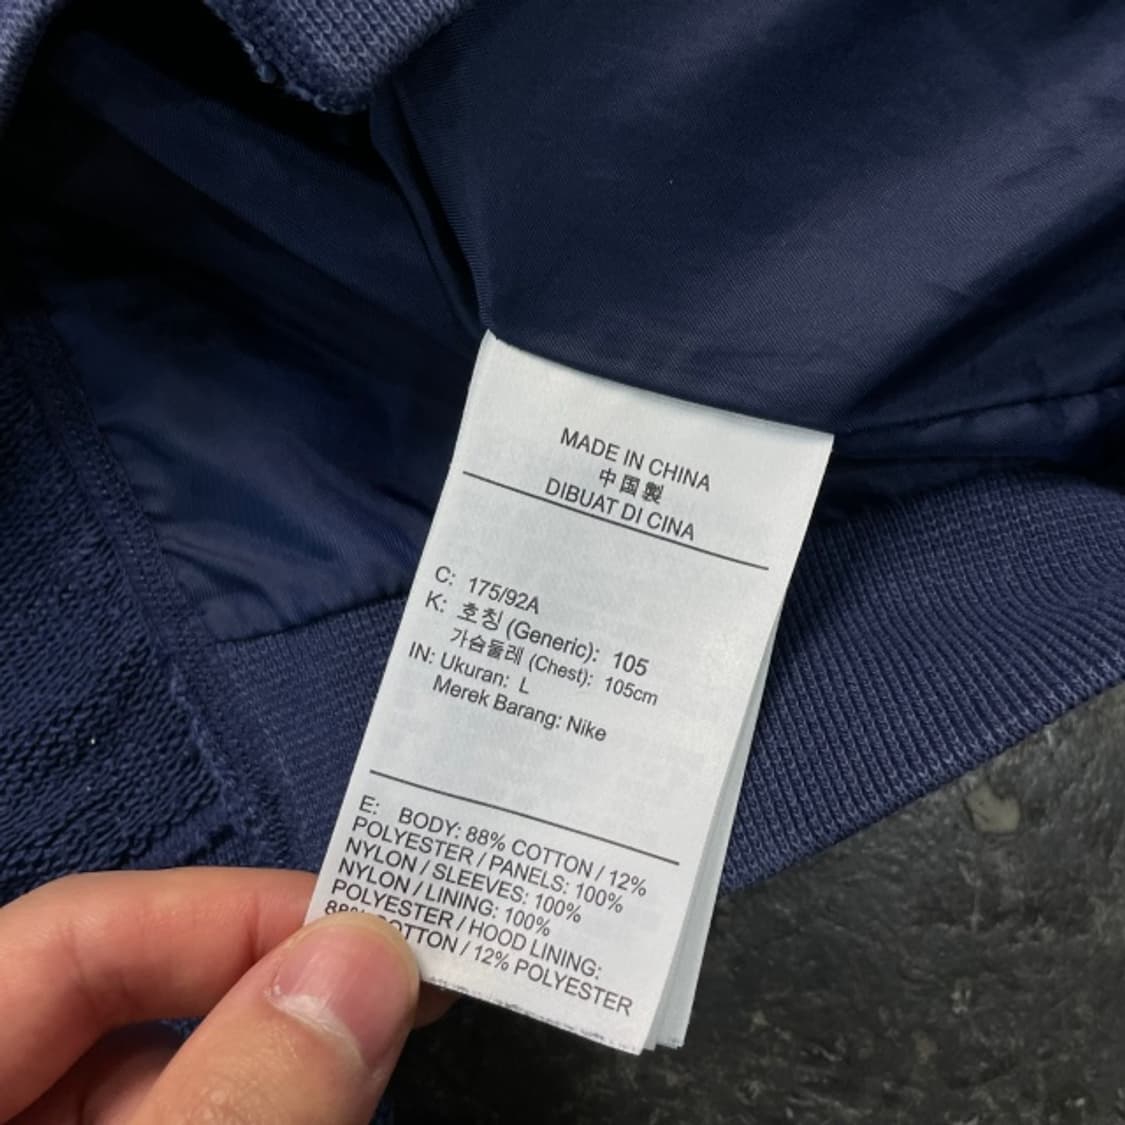 MADE IN CHINA
中国製
DIBUAT DI CINA
C: 175/92A
K: 호칭 (Generic): 105
가슴둘레 (Chest): 105cm
IN: Ukuran: L
Merek Barang: Nike
E: BODY: 88% COTTON / 12%
POLYESTER / PANELS: 100%
NYLON / SLEEVES: 100%
NYLON / LINING: 100%
POLYESTER / HOOD LINING:
88% COTTON / 12% POLYESTER